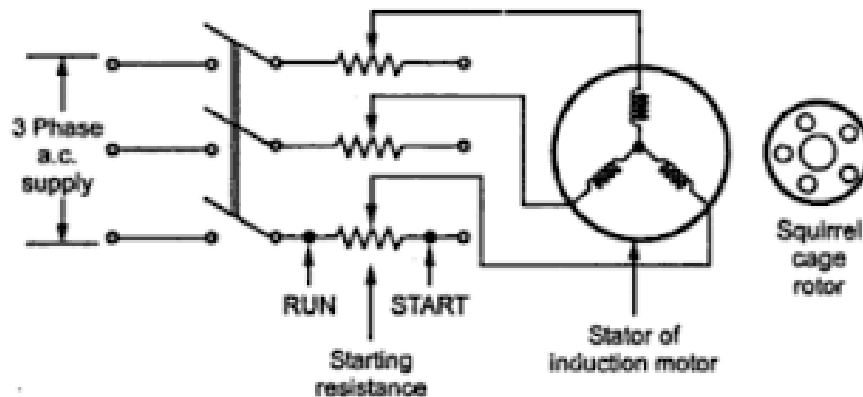 3 Phase
a.c.
supply
RUN
START
Starting
resistance
Stator of
induction motor
Squirrel
cage
rotor